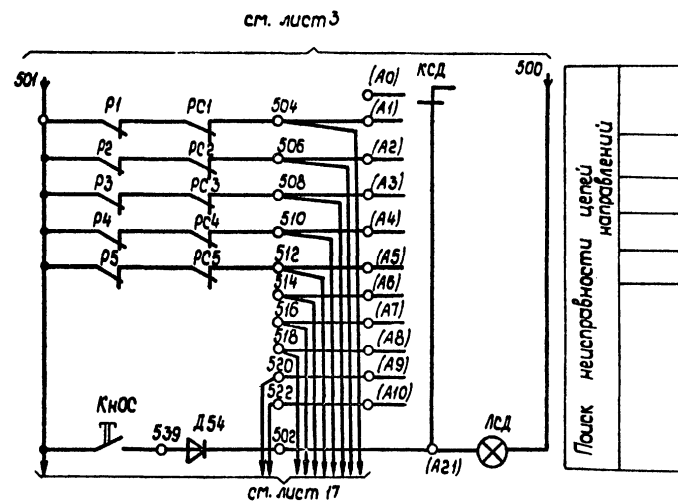 см. лист 3
501
500
(А0)
КСД
Р1 РС1 504 (А1)
Р2 РС2 506 (А2)
Р3 РС3 508 (А3)
Р4 РС4 510 (А4)
Р5 РС5 512 (А5)
514 (А6)
516 (А7)
518 (А8)
520 (А9)
522 (А10)
КнОС 539 Д54 502 (А21) ЛСД
см. лист 17
Поиск неисправности цепей
направлений